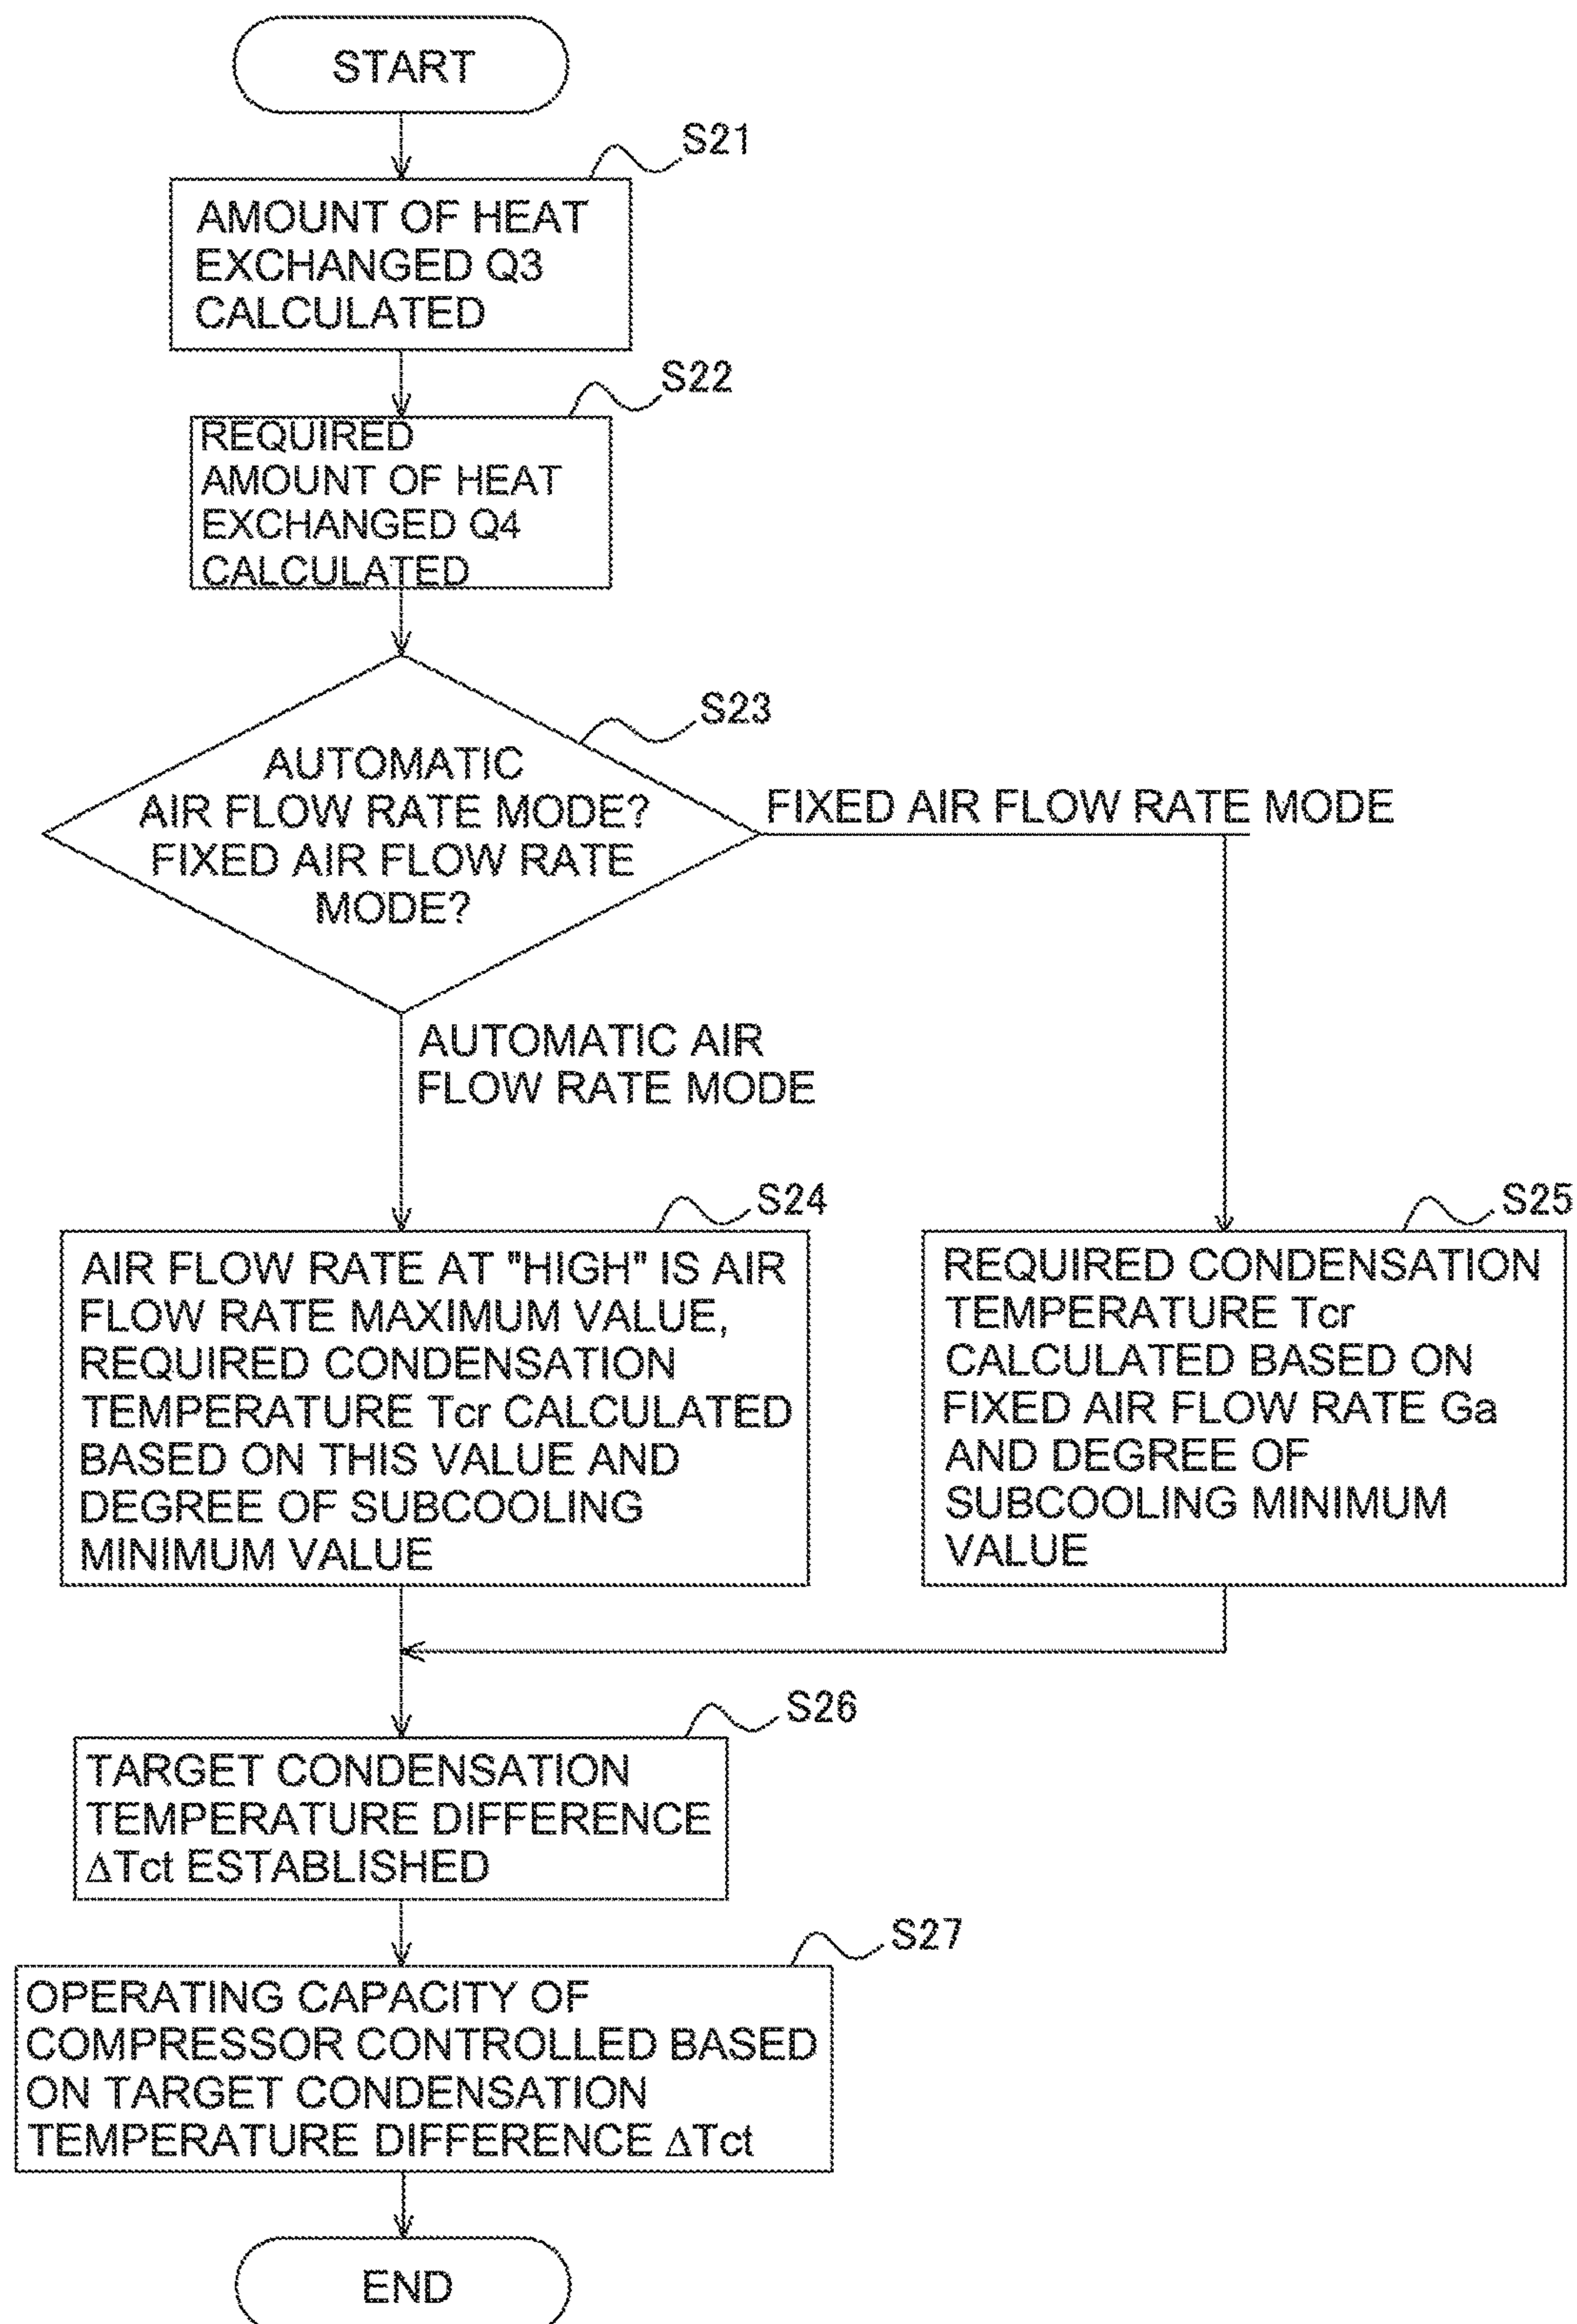 START
S21
AMOUNT OF HEAT
EXCHANGED Q3
CALCULATED
S22
REQUIRED
AMOUNT OF HEAT
EXCHANGED Q4
CALCULATED
S23
AUTOMATIC
AIR FLOW RATE MODE?
FIXED AIR FLOW RATE
MODE?
FIXED AIR FLOW RATE MODE
AUTOMATIC AIR
FLOW RATE MODE
S24
AIR FLOW RATE AT "HIGH" IS AIR
FLOW RATE MAXIMUM VALUE,
REQUIRED CONDENSATION
TEMPERATURE Tcr CALCULATED
BASED ON THIS VALUE AND
DEGREE OF SUBCOOLING
MINIMUM VALUE
S25
REQUIRED CONDENSATION
TEMPERATURE Tcr
CALCULATED BASED ON
FIXED AIR FLOW RATE Ga
AND DEGREE OF
SUBCOOLING MINIMUM
VALUE
S26
TARGET CONDENSATION
TEMPERATURE DIFFERENCE
ΔTct ESTABLISHED
S27
OPERATING CAPACITY OF
COMPRESSOR CONTROLLED BASED
ON TARGET CONDENSATION
TEMPERATURE DIFFERENCE ΔTct
END